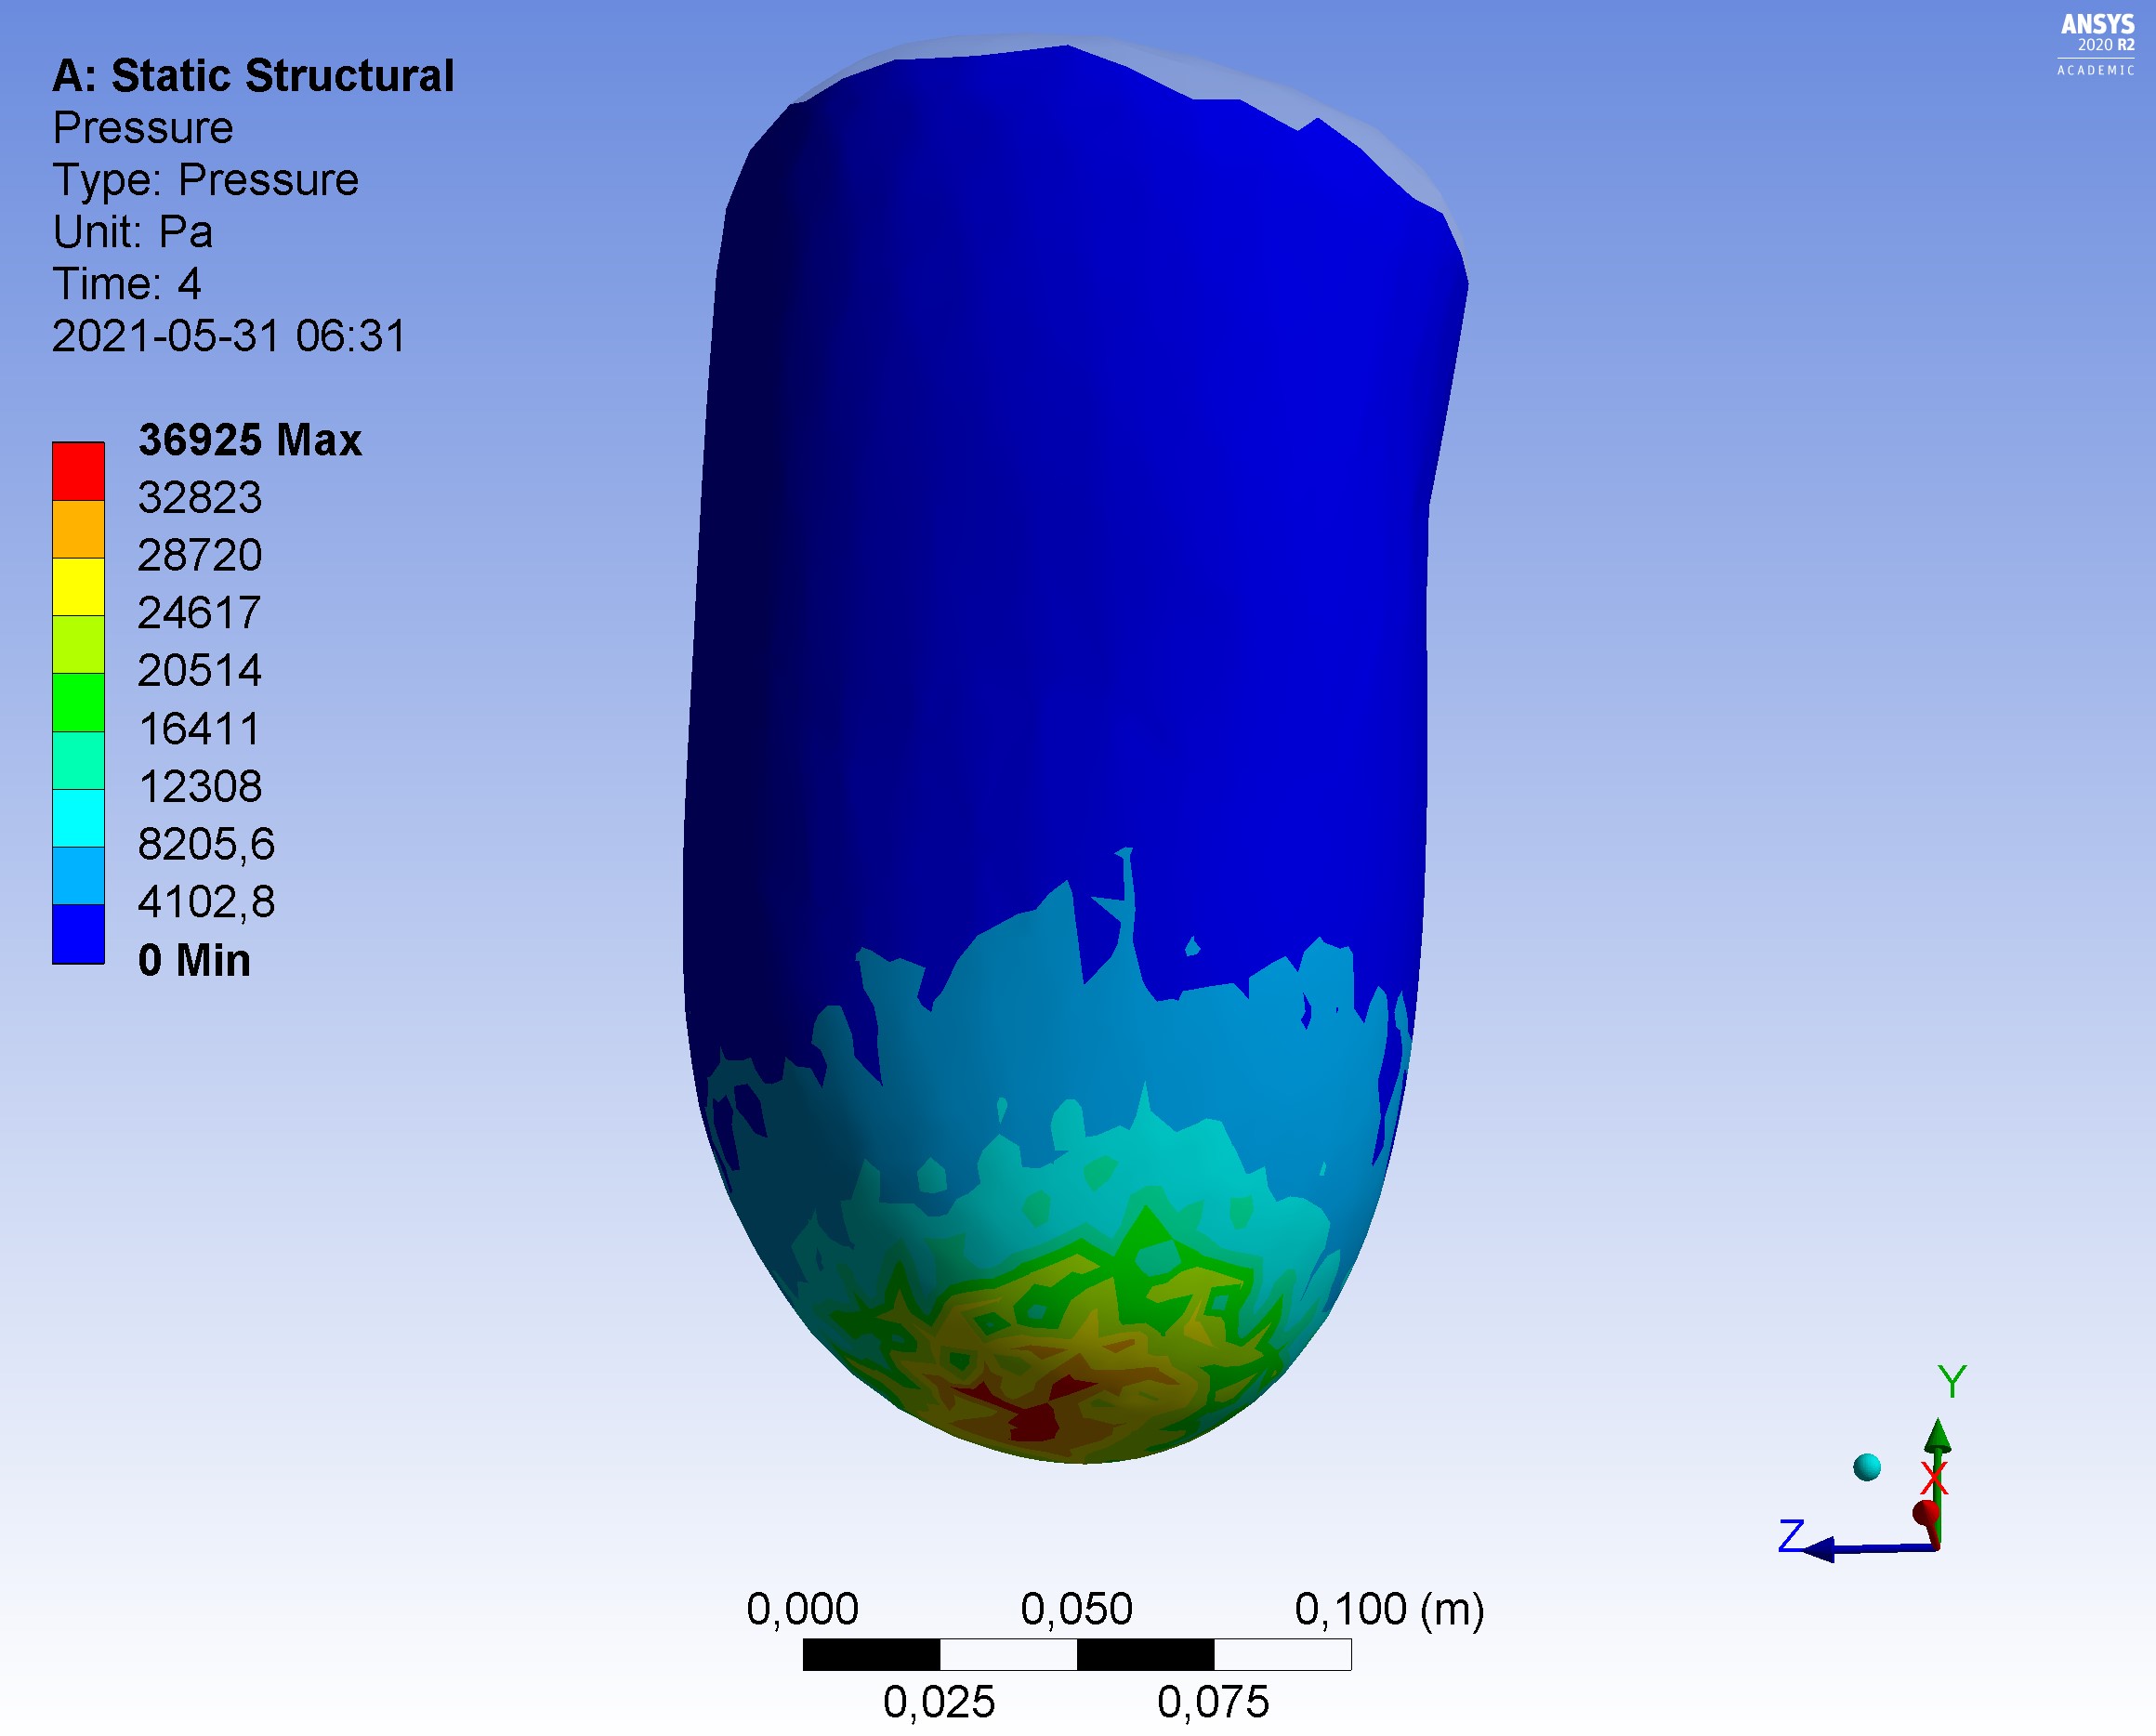 ANSYS
2020 R2
ACADEMIC
A: Static Structural
Pressure
Type: Pressure
Unit: Pa
Time: 4
2021-05-31 06:31
36925 Max
32823
28720
24617
20514
16411
12308
8205,6
4102,8
0 Min
Y
X
Z
0,000 0,050 0,100 (m)
0,025 0,075